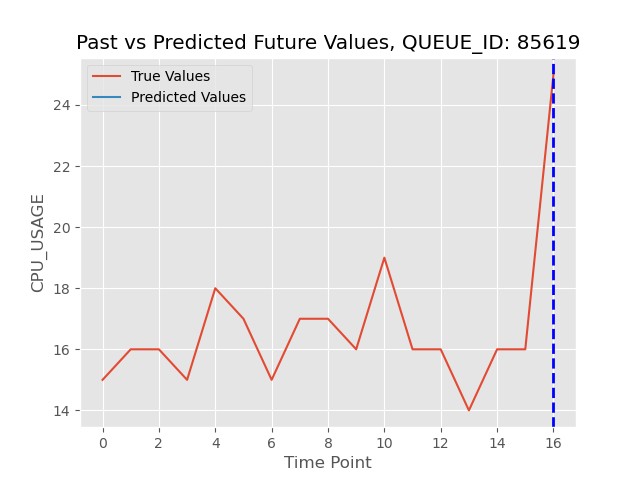 Past vs Predicted Future Values, QUEUE_ID: 85619
True Values
Predicted Values
24
22
20
18
16
14
CPU_USAGE
0 2 4 6 8 10 12 14 16
Time Point